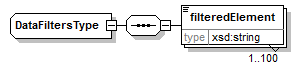 DataFiltersType
filteredElement
type xsd:string
1..100